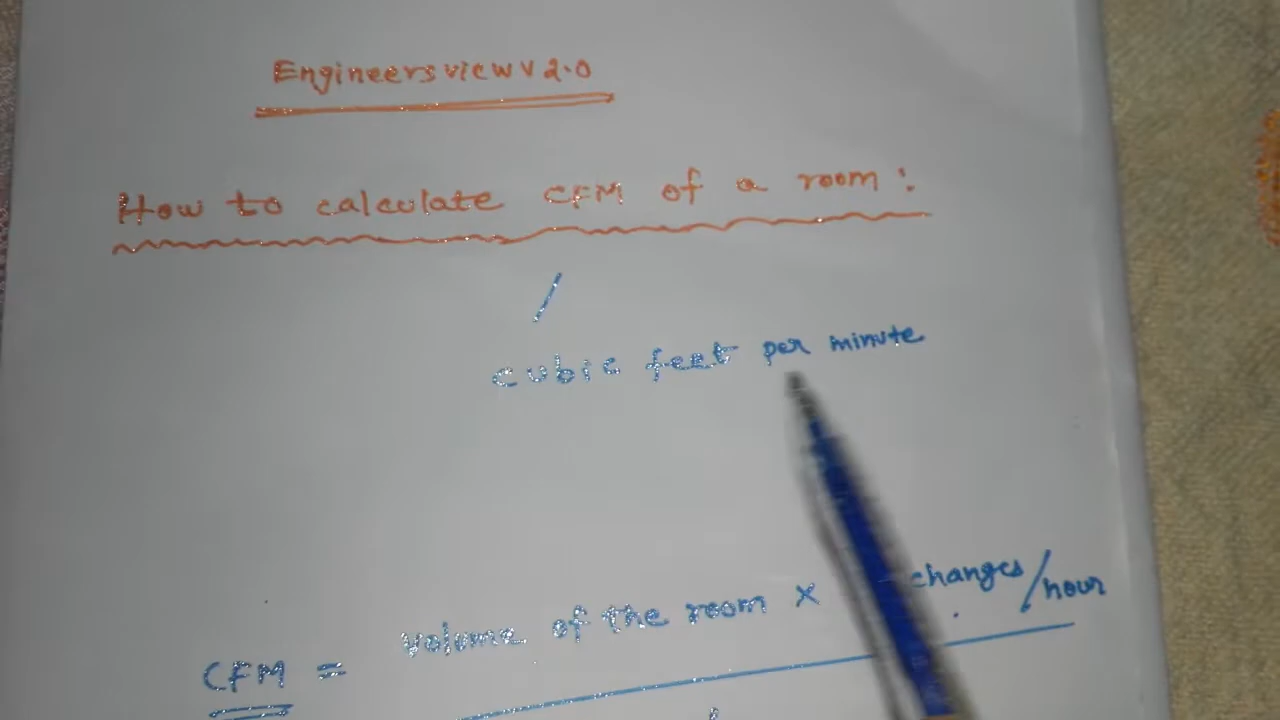 Engineersview V 2.0
How to calculate CFM of a room :
cubic feet per minute
volume of the room × changes/hour
CFM =